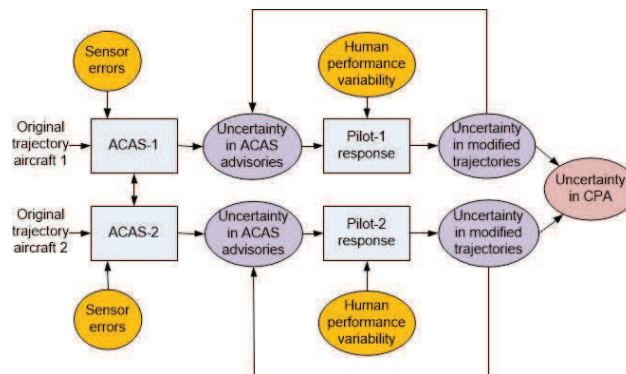 Sensor
errors
Human
performance
variability
Original
trajectory
aircraft 1
ACAS-1
Uncertainty
in ACAS
advisories
Pilot-1
response
Uncertainty
in modified
trajectories
Uncertainty
in CPA
Original
trajectory
aircraft 2
ACAS-2
Uncertainty
in ACAS
advisories
Pilot-2
response
Uncertainty
in modified
trajectories
Sensor
errors
Human
performance
variability